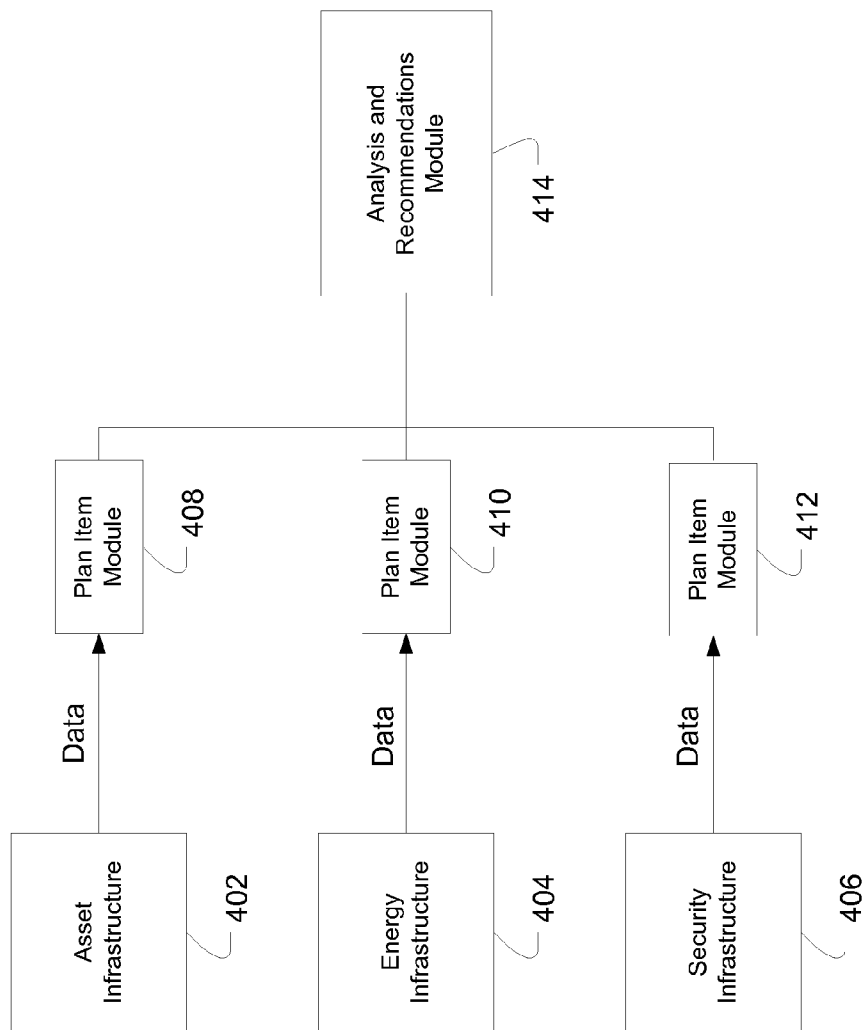 Asset
Infrastructure
402
Data
Plan Item
Module
408
Energy
Infrastructure
404
Data
Plan Item
Module
410
Security
Infrastructure
406
Data
Plan Item
Module
412
Analysis and
Recommendations
Module
414